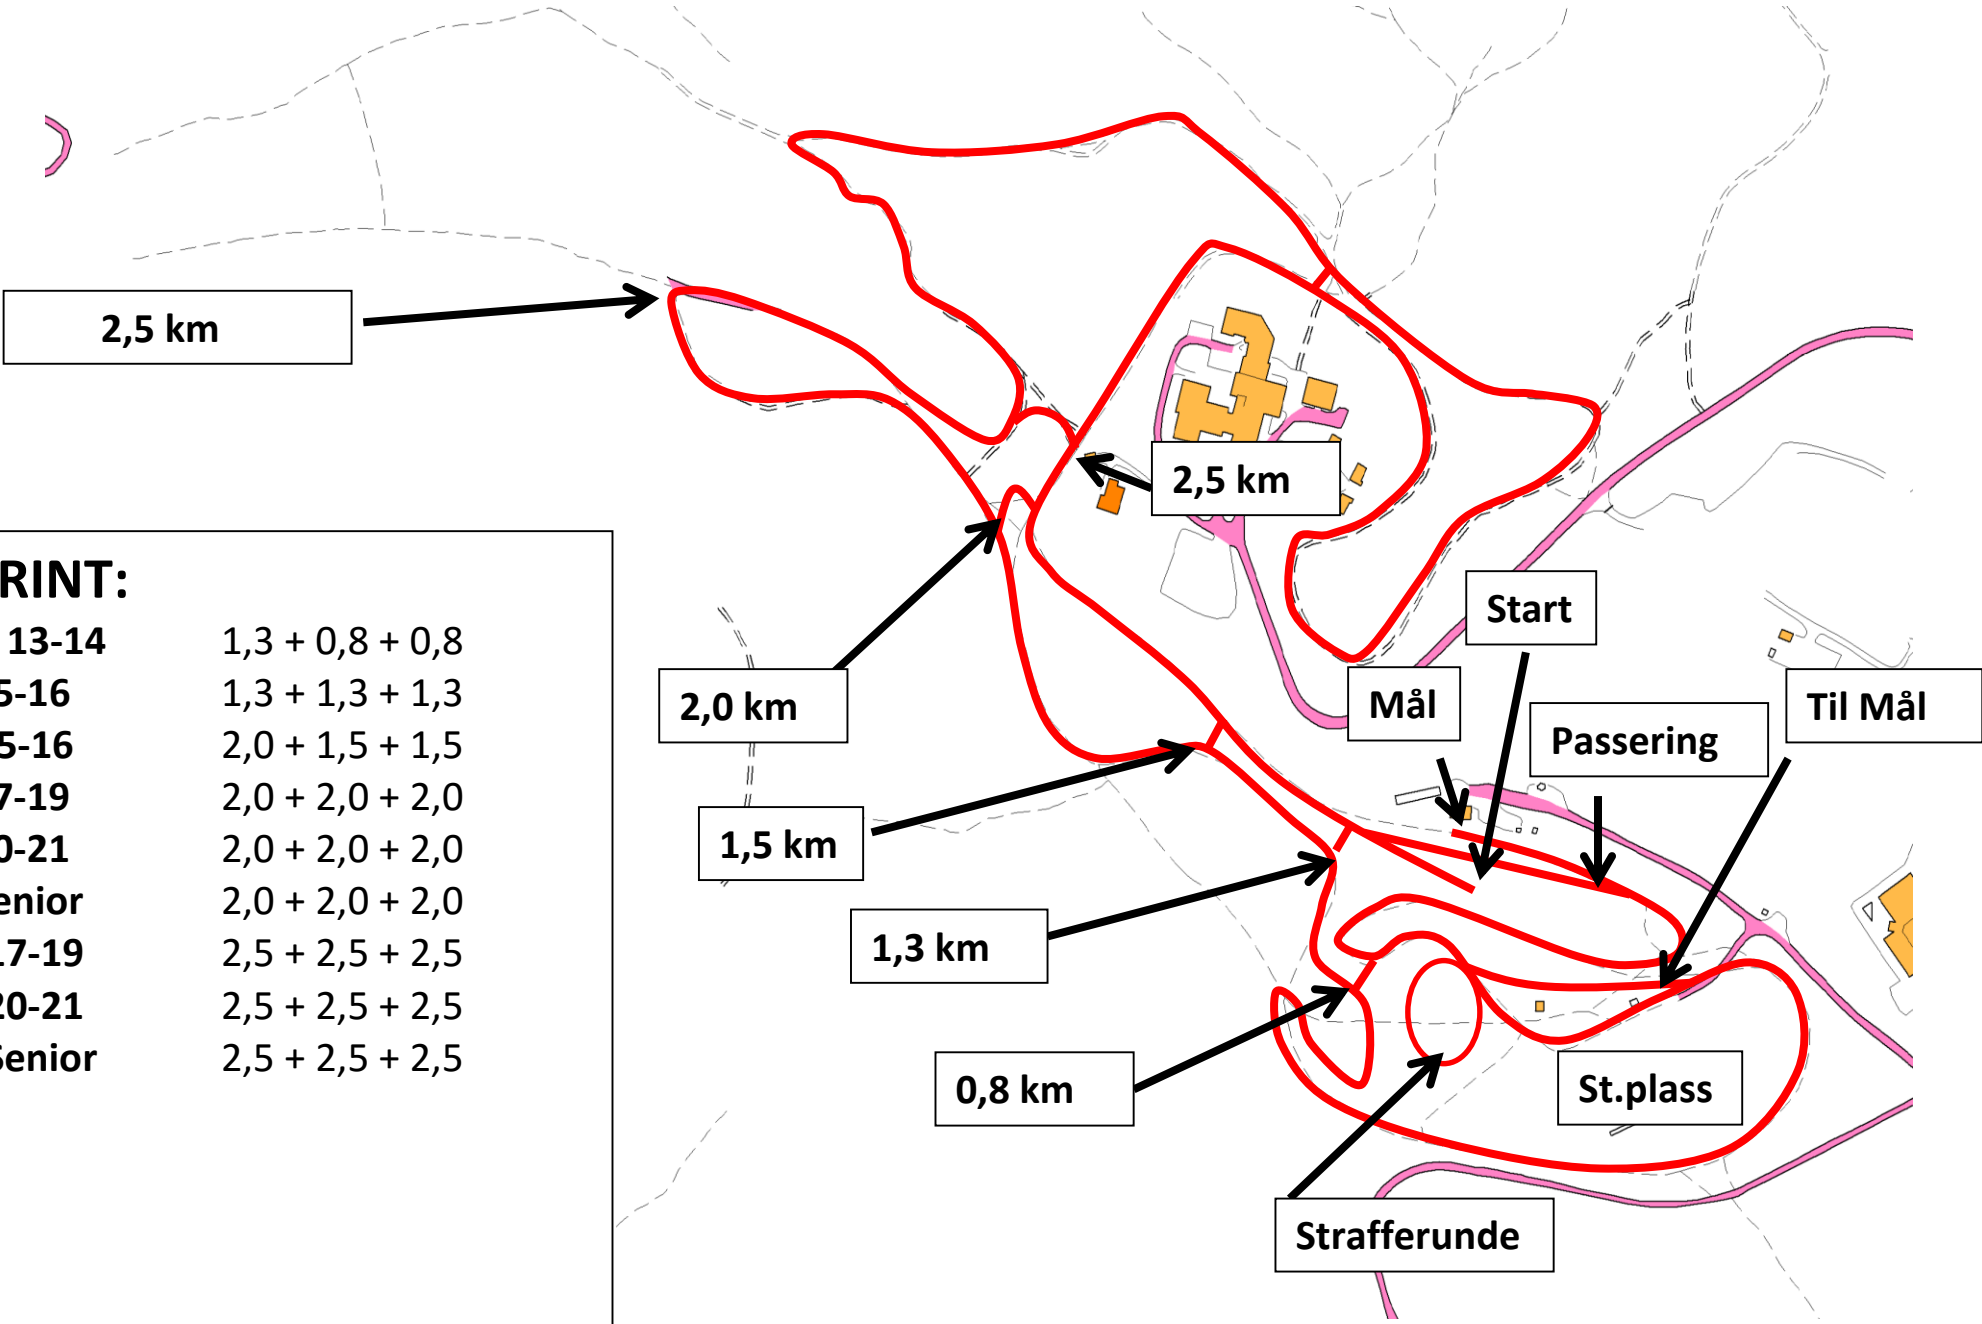 2,5 km
2,5 km
RINT:
13-14 1,3 + 0,8 + 0,8
5-16 1,3 + 1,3 + 1,3
5-16 2,0 + 1,5 + 1,5
7-19 2,0 + 2,0 + 2,0
0-21 2,0 + 2,0 + 2,0
enior 2,0 + 2,0 + 2,0
17-19 2,5 + 2,5 + 2,5
20-21 2,5 + 2,5 + 2,5
Senior 2,5 + 2,5 + 2,5
Start
2,0 km
Mål
Til Mål
Passering
1,5 km
1,3 km
0,8 km
St.plass
Strafferunde